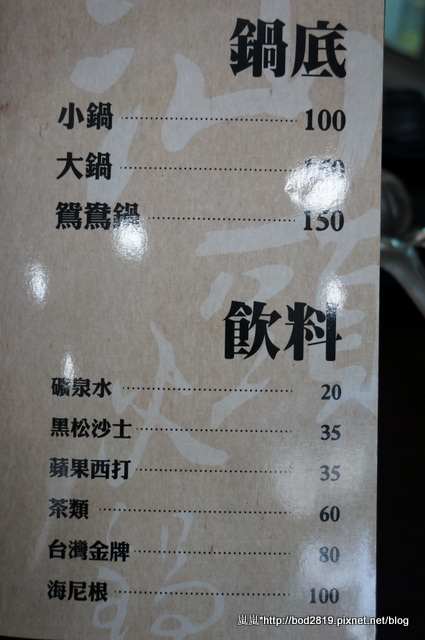 鍋底
小鍋 100
大鍋
鴛鴦鍋 150
飲料
礦泉水 20
黑松沙士 35
蘋果西打 35
茶類 60
台灣金牌 80
海尼根 100
嵐嵐*http://bod2819.pixnet.net/blog